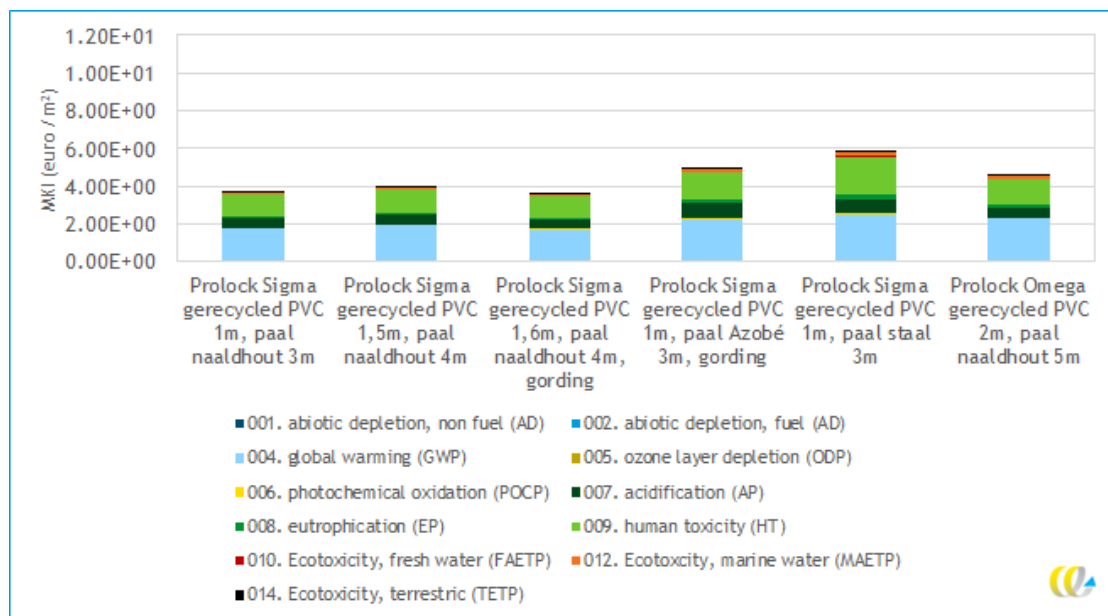 1.20E+01
1.00E+01
8.00E+00
6.00E+00
4.00E+00
2.00E+00
0.00E+00
MKI (euro / m²)
Prolock Sigma gerecycled PVC 1m, paal naaldhout 3m
Prolock Sigma gerecycled PVC 1,5m, paal naaldhout 4m
Prolock Sigma gerecycled PVC 1,6m, paal naaldhout 4m, gording
Prolock Sigma gerecycled PVC 1m, paal Azobé 3m, gording
Prolock Sigma gerecycled PVC 1m, paal staal 3m
Prolock Omega gerecycled PVC 2m, paal naaldhout 5m
001. abiotic depletion, non fuel (AD)
002. abiotic depletion, fuel (AD)
004. global warming (GWP)
005. ozone layer depletion (ODP)
006. photochemical oxidation (POCP)
007. acidification (AP)
008. eutrophication (EP)
009. human toxicity (HT)
010. Ecotoxicity, fresh water (FAETP)
012. Ecotoxcity, marine water (MAETP)
014. Ecotoxicity, terrestric (TETP)